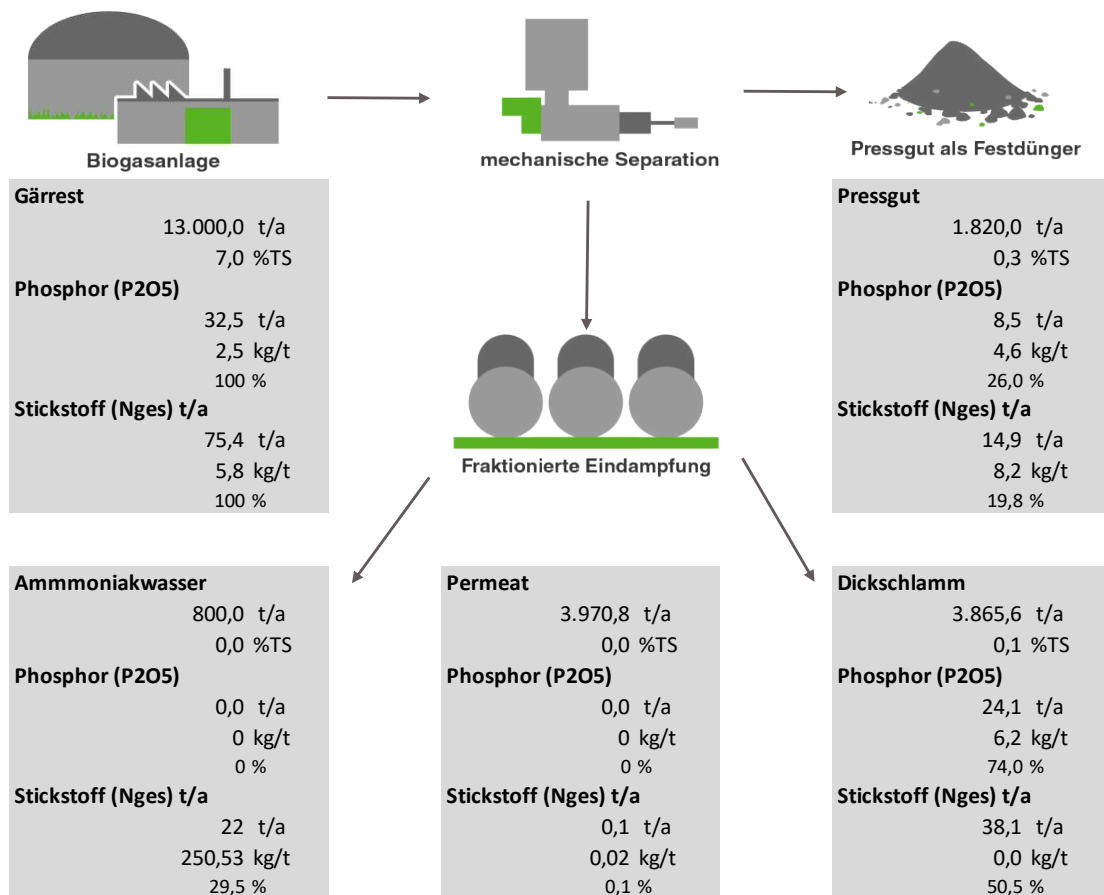 Biogasanlage
mechanische Separation
Pressgut als Festdünger
Gärrest
13.000,0 t/a
7,0 %TS
Phosphor (P2O5)
32,5 t/a
2,5 kg/t
100 %
Stickstoff (Nges) t/a
75,4 t/a
5,8 kg/t
100 %
Pressgut
1.820,0 t/a
0,3 %TS
Phosphor (P2O5)
8,5 t/a
4,6 kg/t
26,0 %
Stickstoff (Nges) t/a
14,9 t/a
8,2 kg/t
19,8 %
Fraktionierte Eindampfung
Ammmoniakwasser
800,0 t/a
0,0 %TS
Phosphor (P2O5)
0,0 t/a
0 kg/t
0 %
Stickstoff (Nges) t/a
22 t/a
250,53 kg/t
29,5 %
Permeat
3.970,8 t/a
0,0 %TS
Phosphor (P2O5)
0,0 t/a
0 kg/t
0 %
Stickstoff (Nges) t/a
0,1 t/a
0,02 kg/t
0,1 %
Dickschlamm
3.865,6 t/a
0,1 %TS
Phosphor (P2O5)
24,1 t/a
6,2 kg/t
74,0 %
Stickstoff (Nges) t/a
38,1 t/a
0,0 kg/t
50,5 %